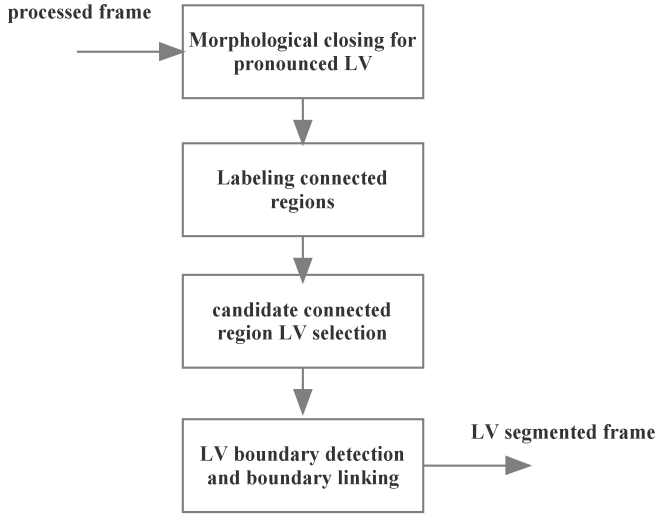 processed frame
Morphological closing for
pronounced LV
Labeling connected
regions
candidate connected
region LV selection
LV boundary detection
and boundary linking
LV segmented frame